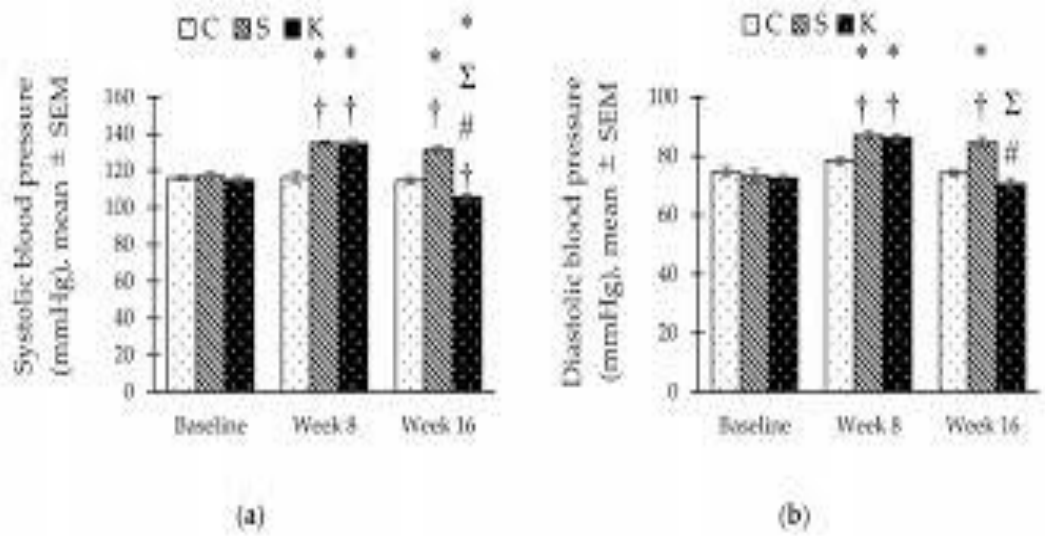 C S K
*
* * *
Σ
† † † #
†
Systolic blood pressure
(mmHg), mean ± SEM
160
140
120
100
80
60
40
20
0
Baseline Week 8 Week 16
(a)
C S K
* * *
† † † Σ
#
Diastolic blood pressure
(mmHg), mean ± SEM
100
80
60
40
20
0
Baseline Week 8 Week 16
(b)